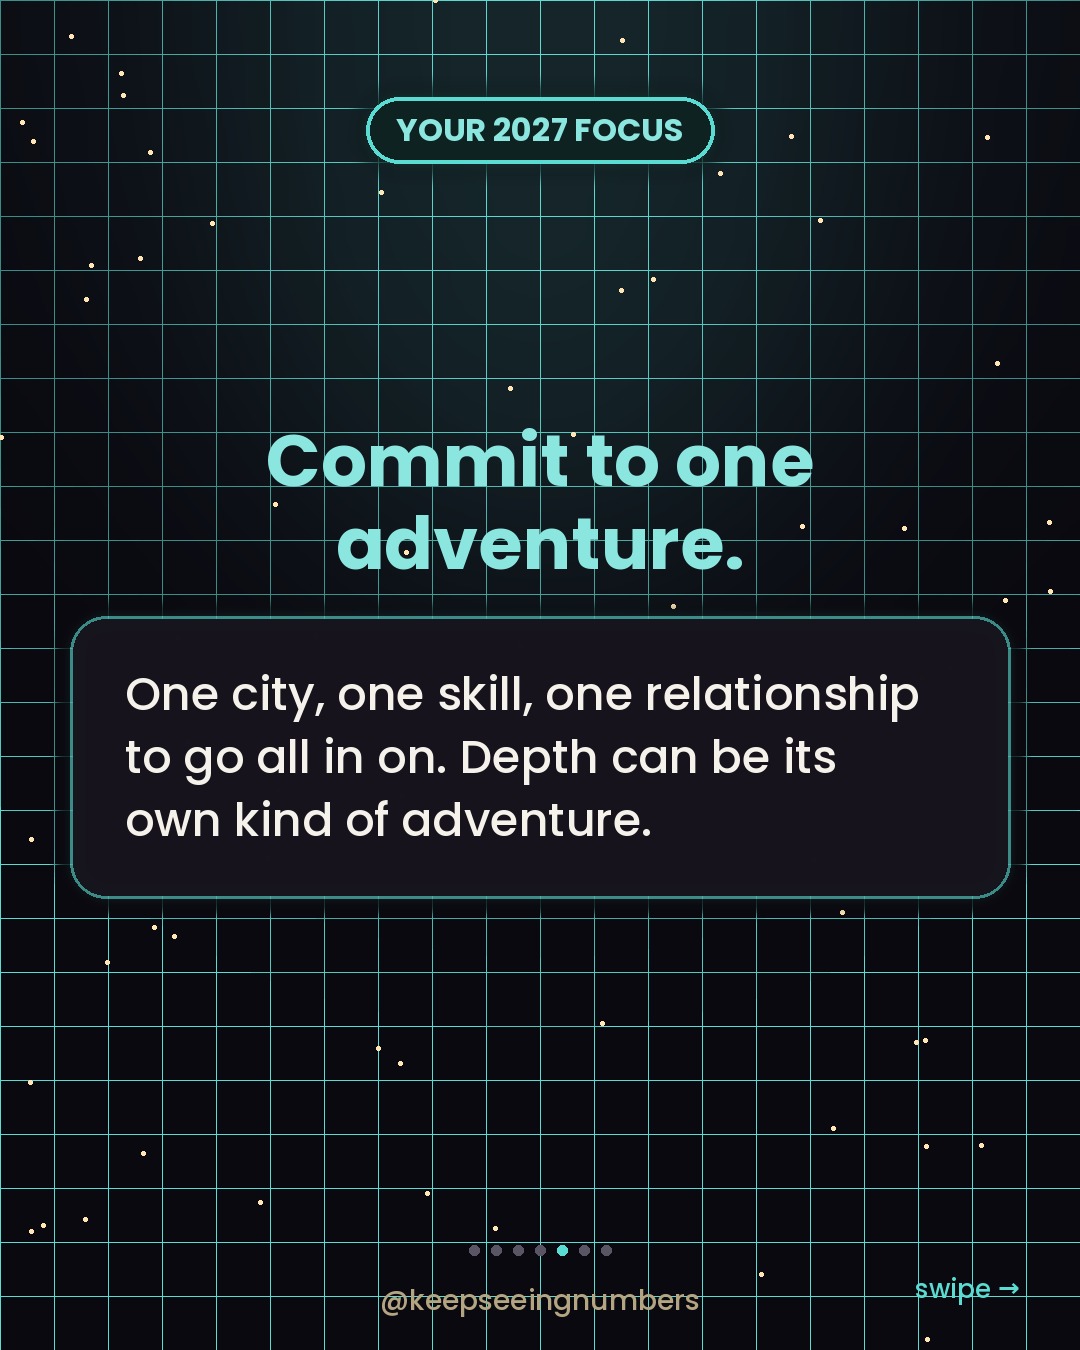 YOUR 2027 FOCUS
Commit to one
adventure.
One city, one skill, one relationship
to go all in on. Depth can be its
own kind of adventure.
@keepseeingnumbers
swipe →